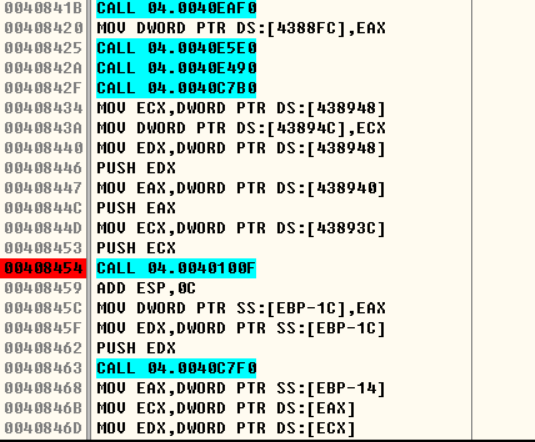 0040841B CALL 04.0040EAF0
00408420 MOV DWORD PTR DS:[4388FC],EAX
00408425 CALL 04.0040E5E0
0040842A CALL 04.0040E490
0040842F CALL 04.0040C7B0
00408434 MOV ECX,DWORD PTR DS:[438948]
0040843A MOV DWORD PTR DS:[43894C],ECX
00408440 MOV EDX,DWORD PTR DS:[438948]
00408446 PUSH EDX
00408447 MOV EAX,DWORD PTR DS:[438940]
0040844C PUSH EAX
0040844D MOV ECX,DWORD PTR DS:[43893C]
00408453 PUSH ECX
00408454 CALL 04.0040100F
00408459 ADD ESP,0C
0040845C MOV DWORD PTR SS:[EBP-1C],EAX
0040845F MOV EDX,DWORD PTR SS:[EBP-1C]
00408462 PUSH EDX
00408463 CALL 04.0040C7F0
00408468 MOV EAX,DWORD PTR SS:[EBP-14]
0040846B MOV ECX,DWORD PTR DS:[EAX]
0040846D MOV EDX,DWORD PTR DS:[ECX]